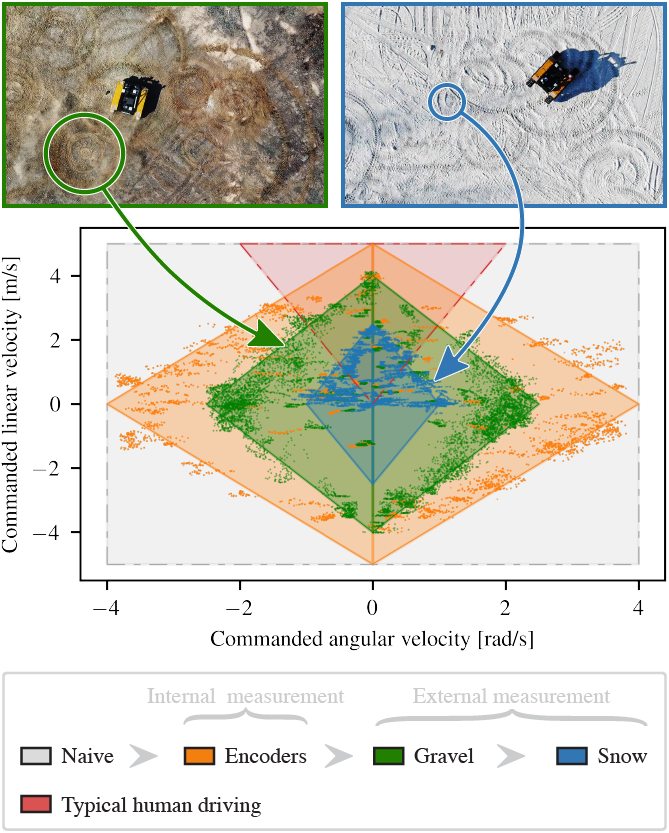 4
2
0
−2
−4
Commanded linear velocity [m/s]
−4
−2
0
2
4
Commanded angular velocity [rad/s]
Internal measurement
External measurement
Naive
Encoders
Gravel
Snow
Typical human driving